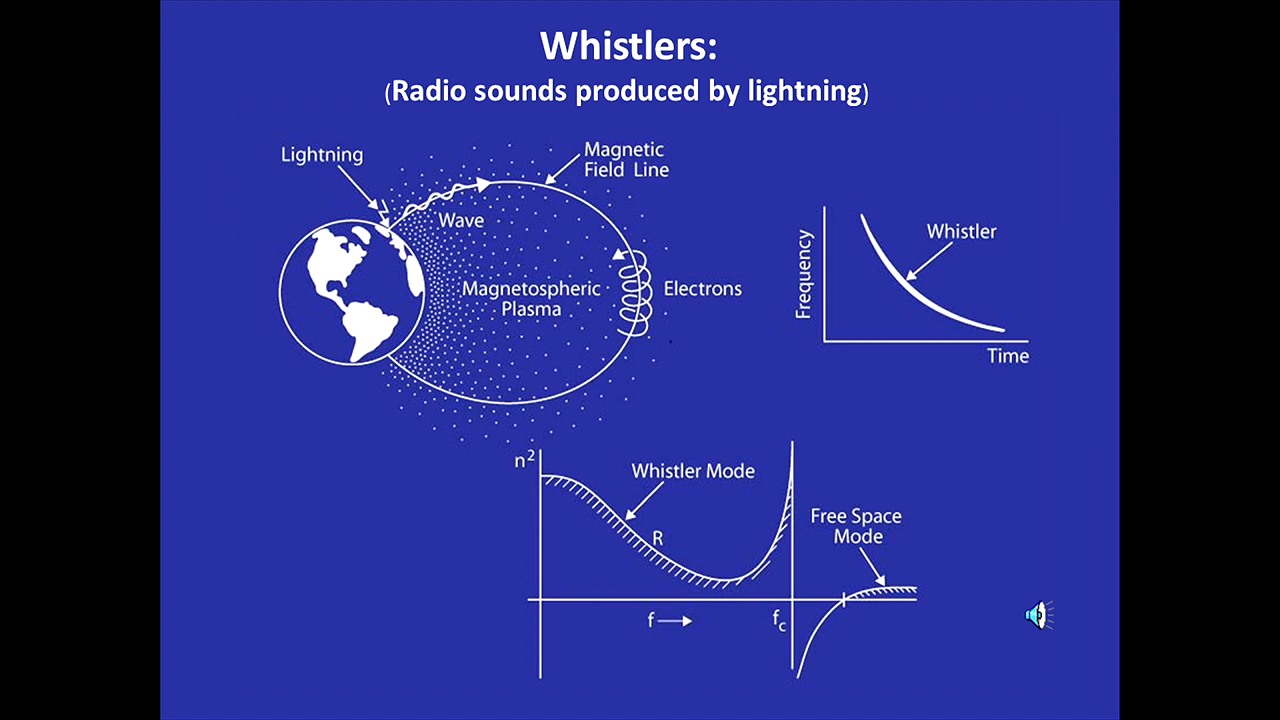 Whistlers:
(Radio sounds produced by lightning)
Lightning
Magnetic
Field Line
Wave
Magnetospheric
Plasma
Electrons
Frequency
Whistler
Time
n²
Whistler Mode
R
Free Space
Mode
f
fc